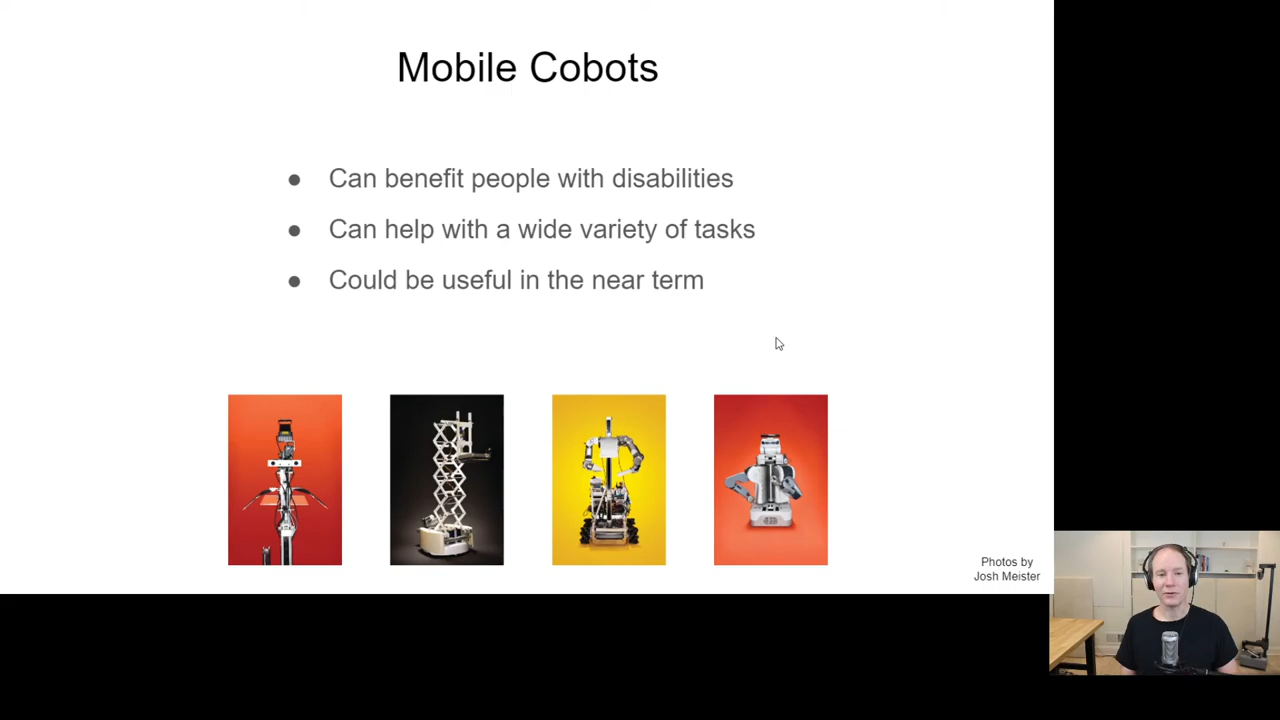 Mobile Cobots
● Can benefit people with disabilities
● Can help with a wide variety of tasks
● Could be useful in the near term
Photos by
Josh Meister